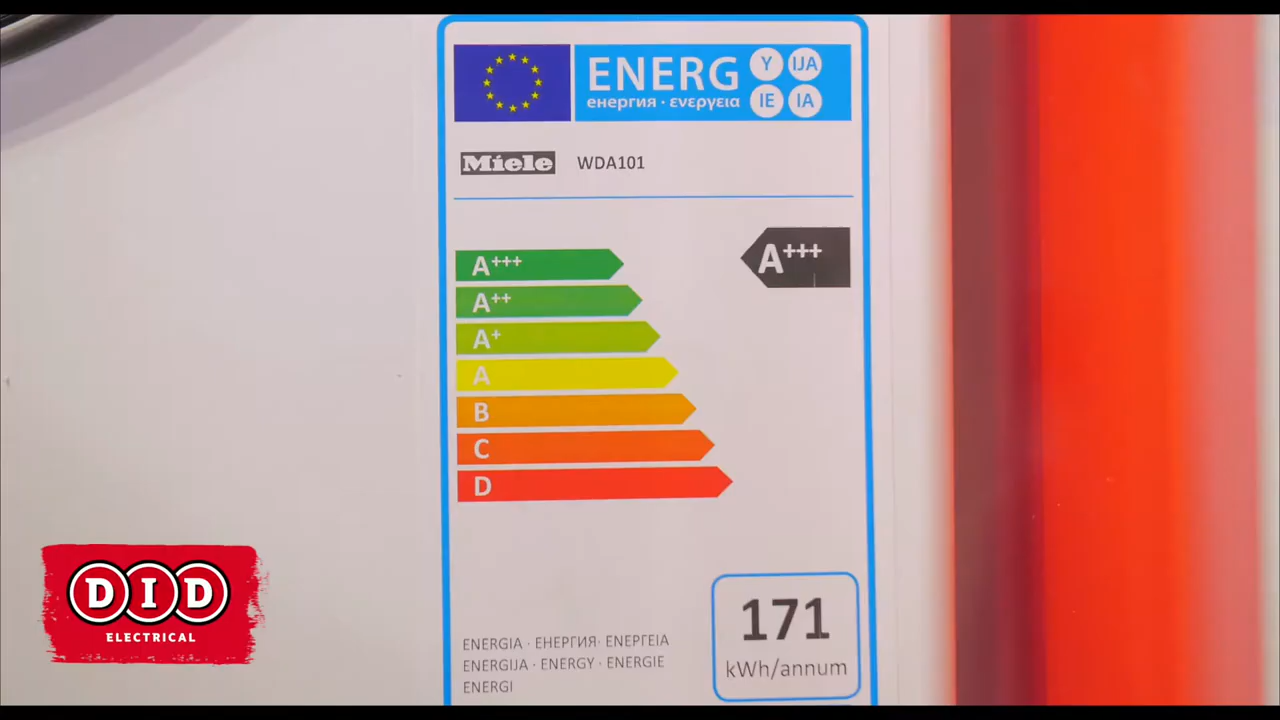 ENERG
Y IJA
IE IA
енергия · ενεργεια
Miele WDA101
A+++
A+++
A++
A+
A
B
C
D
171
kWh/annum
ENERGIA · ЕНЕРГИЯ · ΕΝΕΡΓΕΙΑ
ENERGIJA · ENERGY · ENERGIE
ENERGI
DID
ELECTRICAL